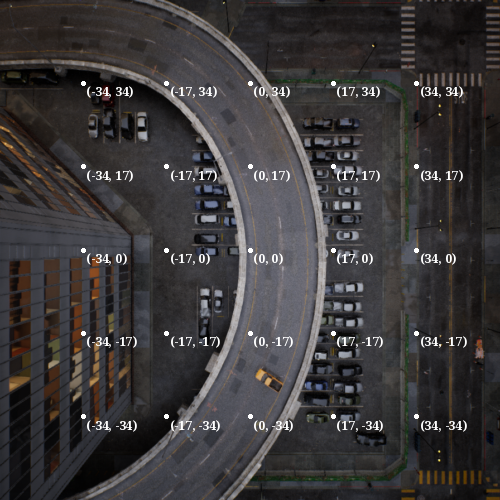 (-34, 34) (-17, 34) (0, 34) (17, 34) (34, 34)
(-34, 17) (-17, 17) (0, 17) (17, 17) (34, 17)
(-34, 0) (-17, 0) (0, 0) (17, 0) (34, 0)
(-34, -17) (-17, -17) (0, -17) (17, -17) (34, -17)
(-34, -34) (-17, -34) (0, -34) (17, -34) (34, -34)